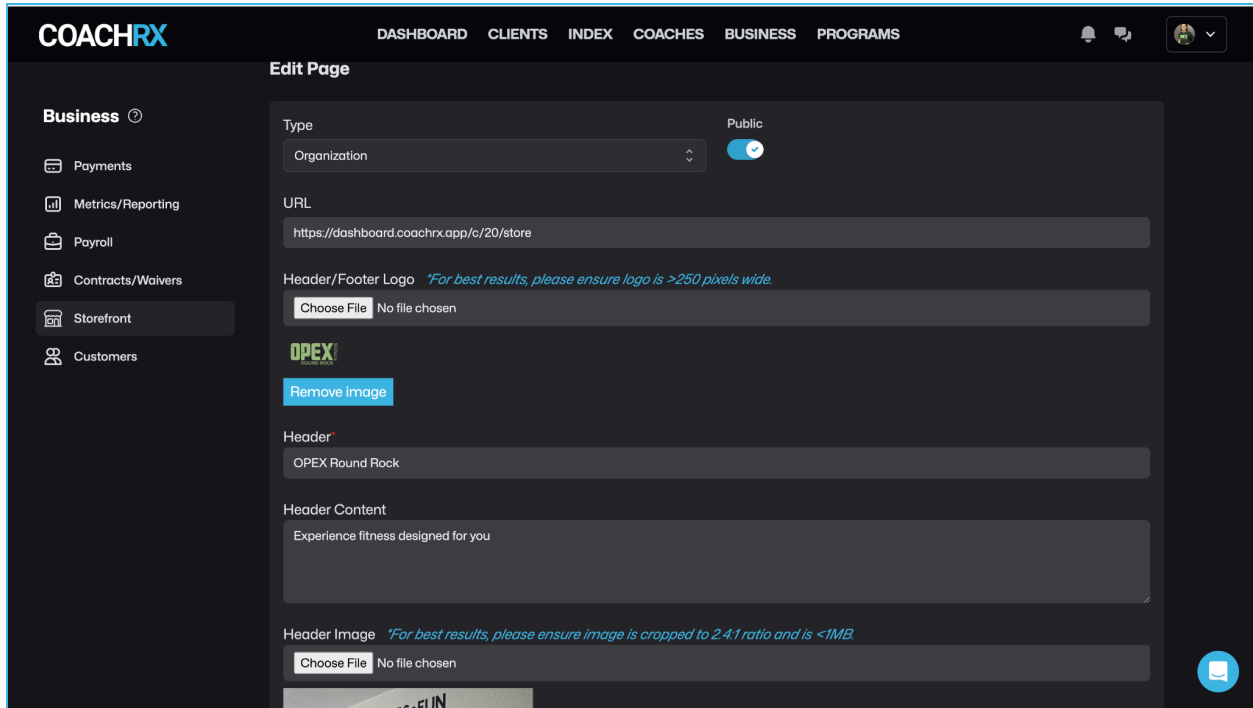 COACHRX
DASHBOARD CLIENTS INDEX COACHES BUSINESS PROGRAMS
Edit Page
Business
Payments
Metrics/Reporting
Payroll
Contracts/Waivers
Storefront
Customers
Type
Public
Organization
URL
https://dashboard.coachrx.app/c/20/store
Header/Footer Logo *For best results, please ensure logo is >250 pixels wide.
Choose File No file chosen
OPEX FITNESS
ROUND ROCK
Remove image
Header*
OPEX Round Rock
Header Content
Experience fitness designed for you
Header Image *For best results, please ensure image is cropped to 2.4:1 ratio and is <1MB.
Choose File No file chosen
FUN